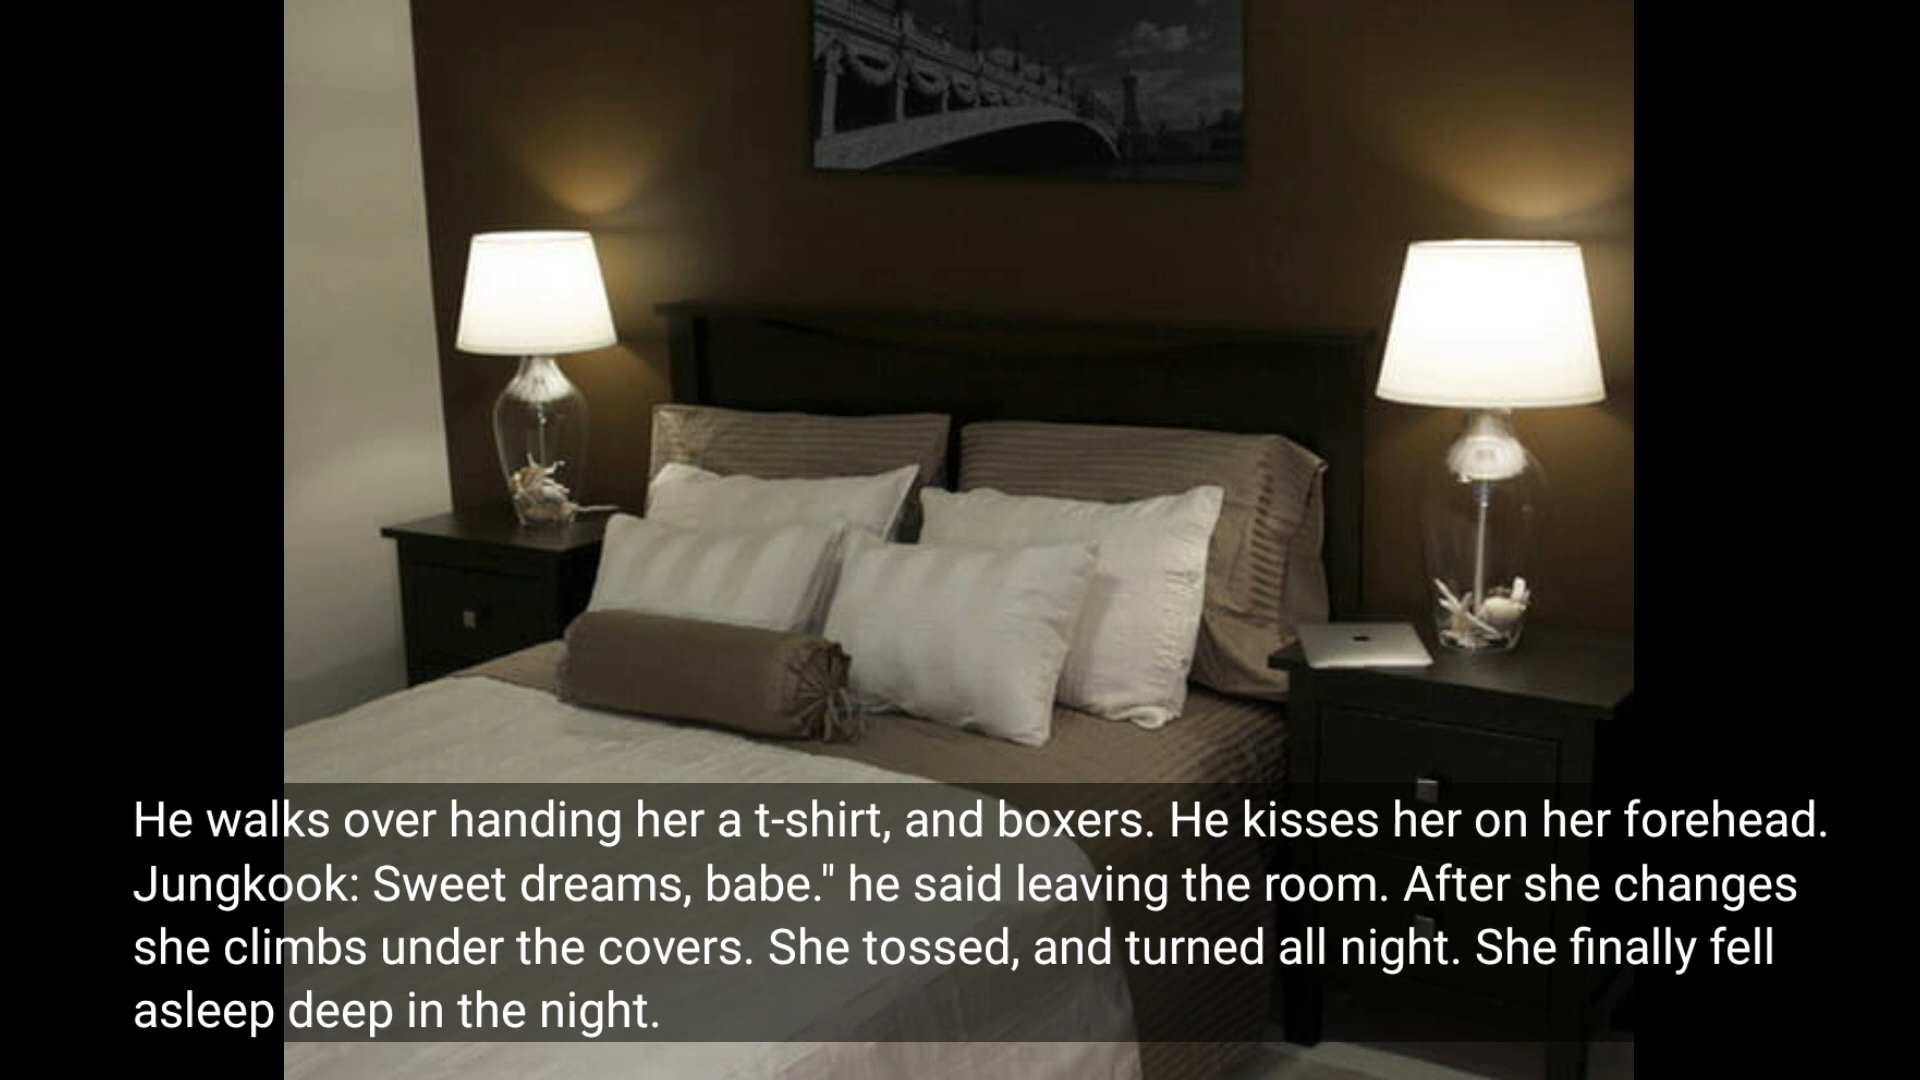 He walks over handing her a t-shirt, and boxers. He kisses her on her forehead.
Jungkook: Sweet dreams, babe." he said leaving the room. After she changes
she climbs under the covers. She tossed, and turned all night. She finally fell
asleep deep in the night.